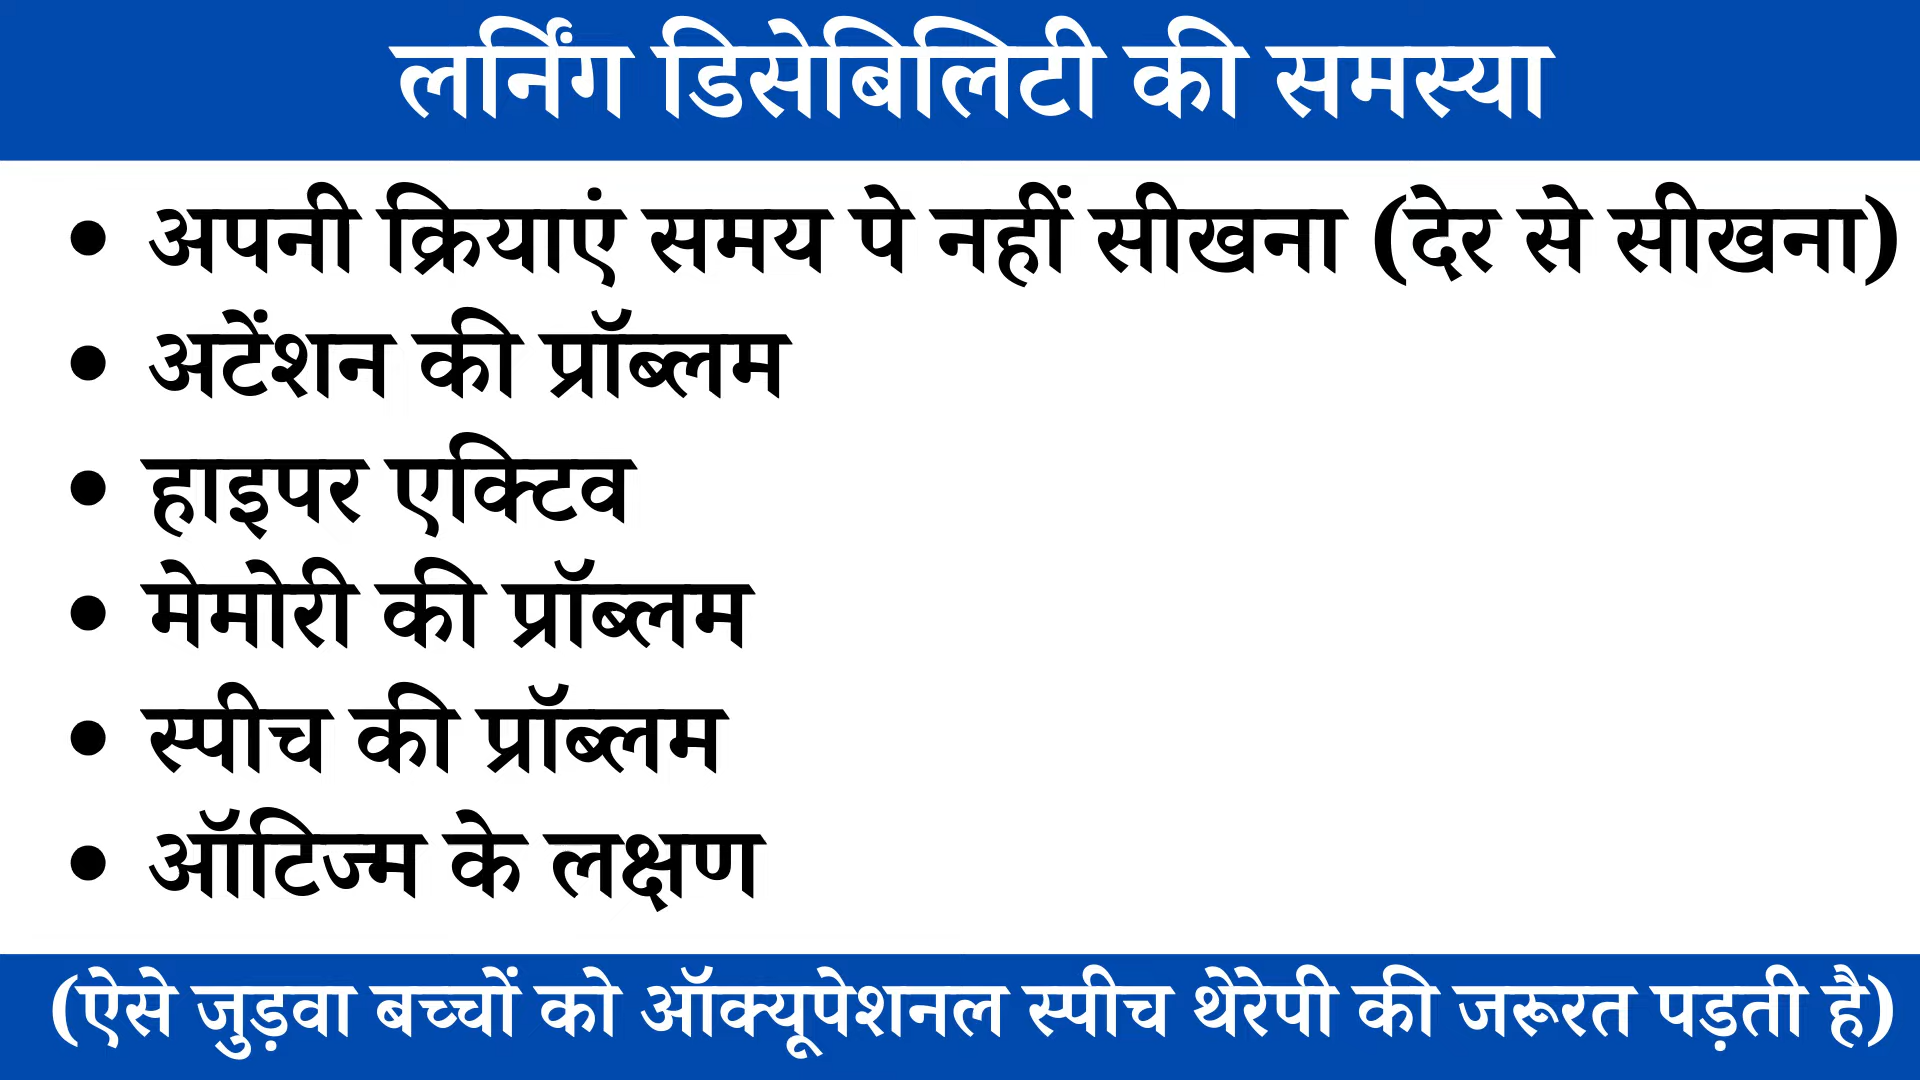 लर्निंग डिसेबिलिटी की समस्या
• अपनी क्रियाएं समय पे नहीं सीखना (देर से सीखना)
• अटेंशन की प्रॉब्लम
• हाइपर एक्टिव
• मेमोरी की प्रॉब्लम
• स्पीच की प्रॉब्लम
• ऑटिज्म के लक्षण
(ऐसे जुड़वा बच्चों को ऑक्यूपेशनल स्पीच थैरेपी की जरूरत पड़ती है)